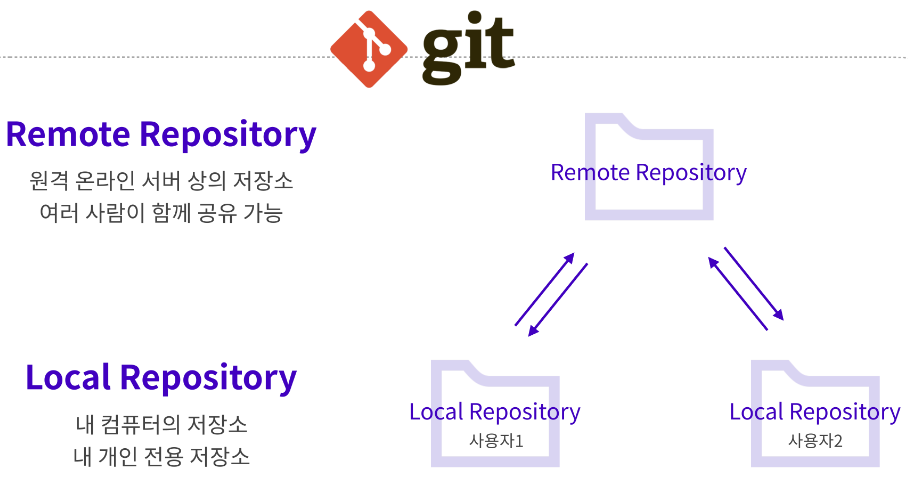 git
Remote Repository
원격 온라인 서버 상의 저장소
여러 사람이 함께 공유 가능
Remote Repository
Local Repository
내 컴퓨터의 저장소
내 개인 전용 저장소
Local Repository
사용자1
Local Repository
사용자2